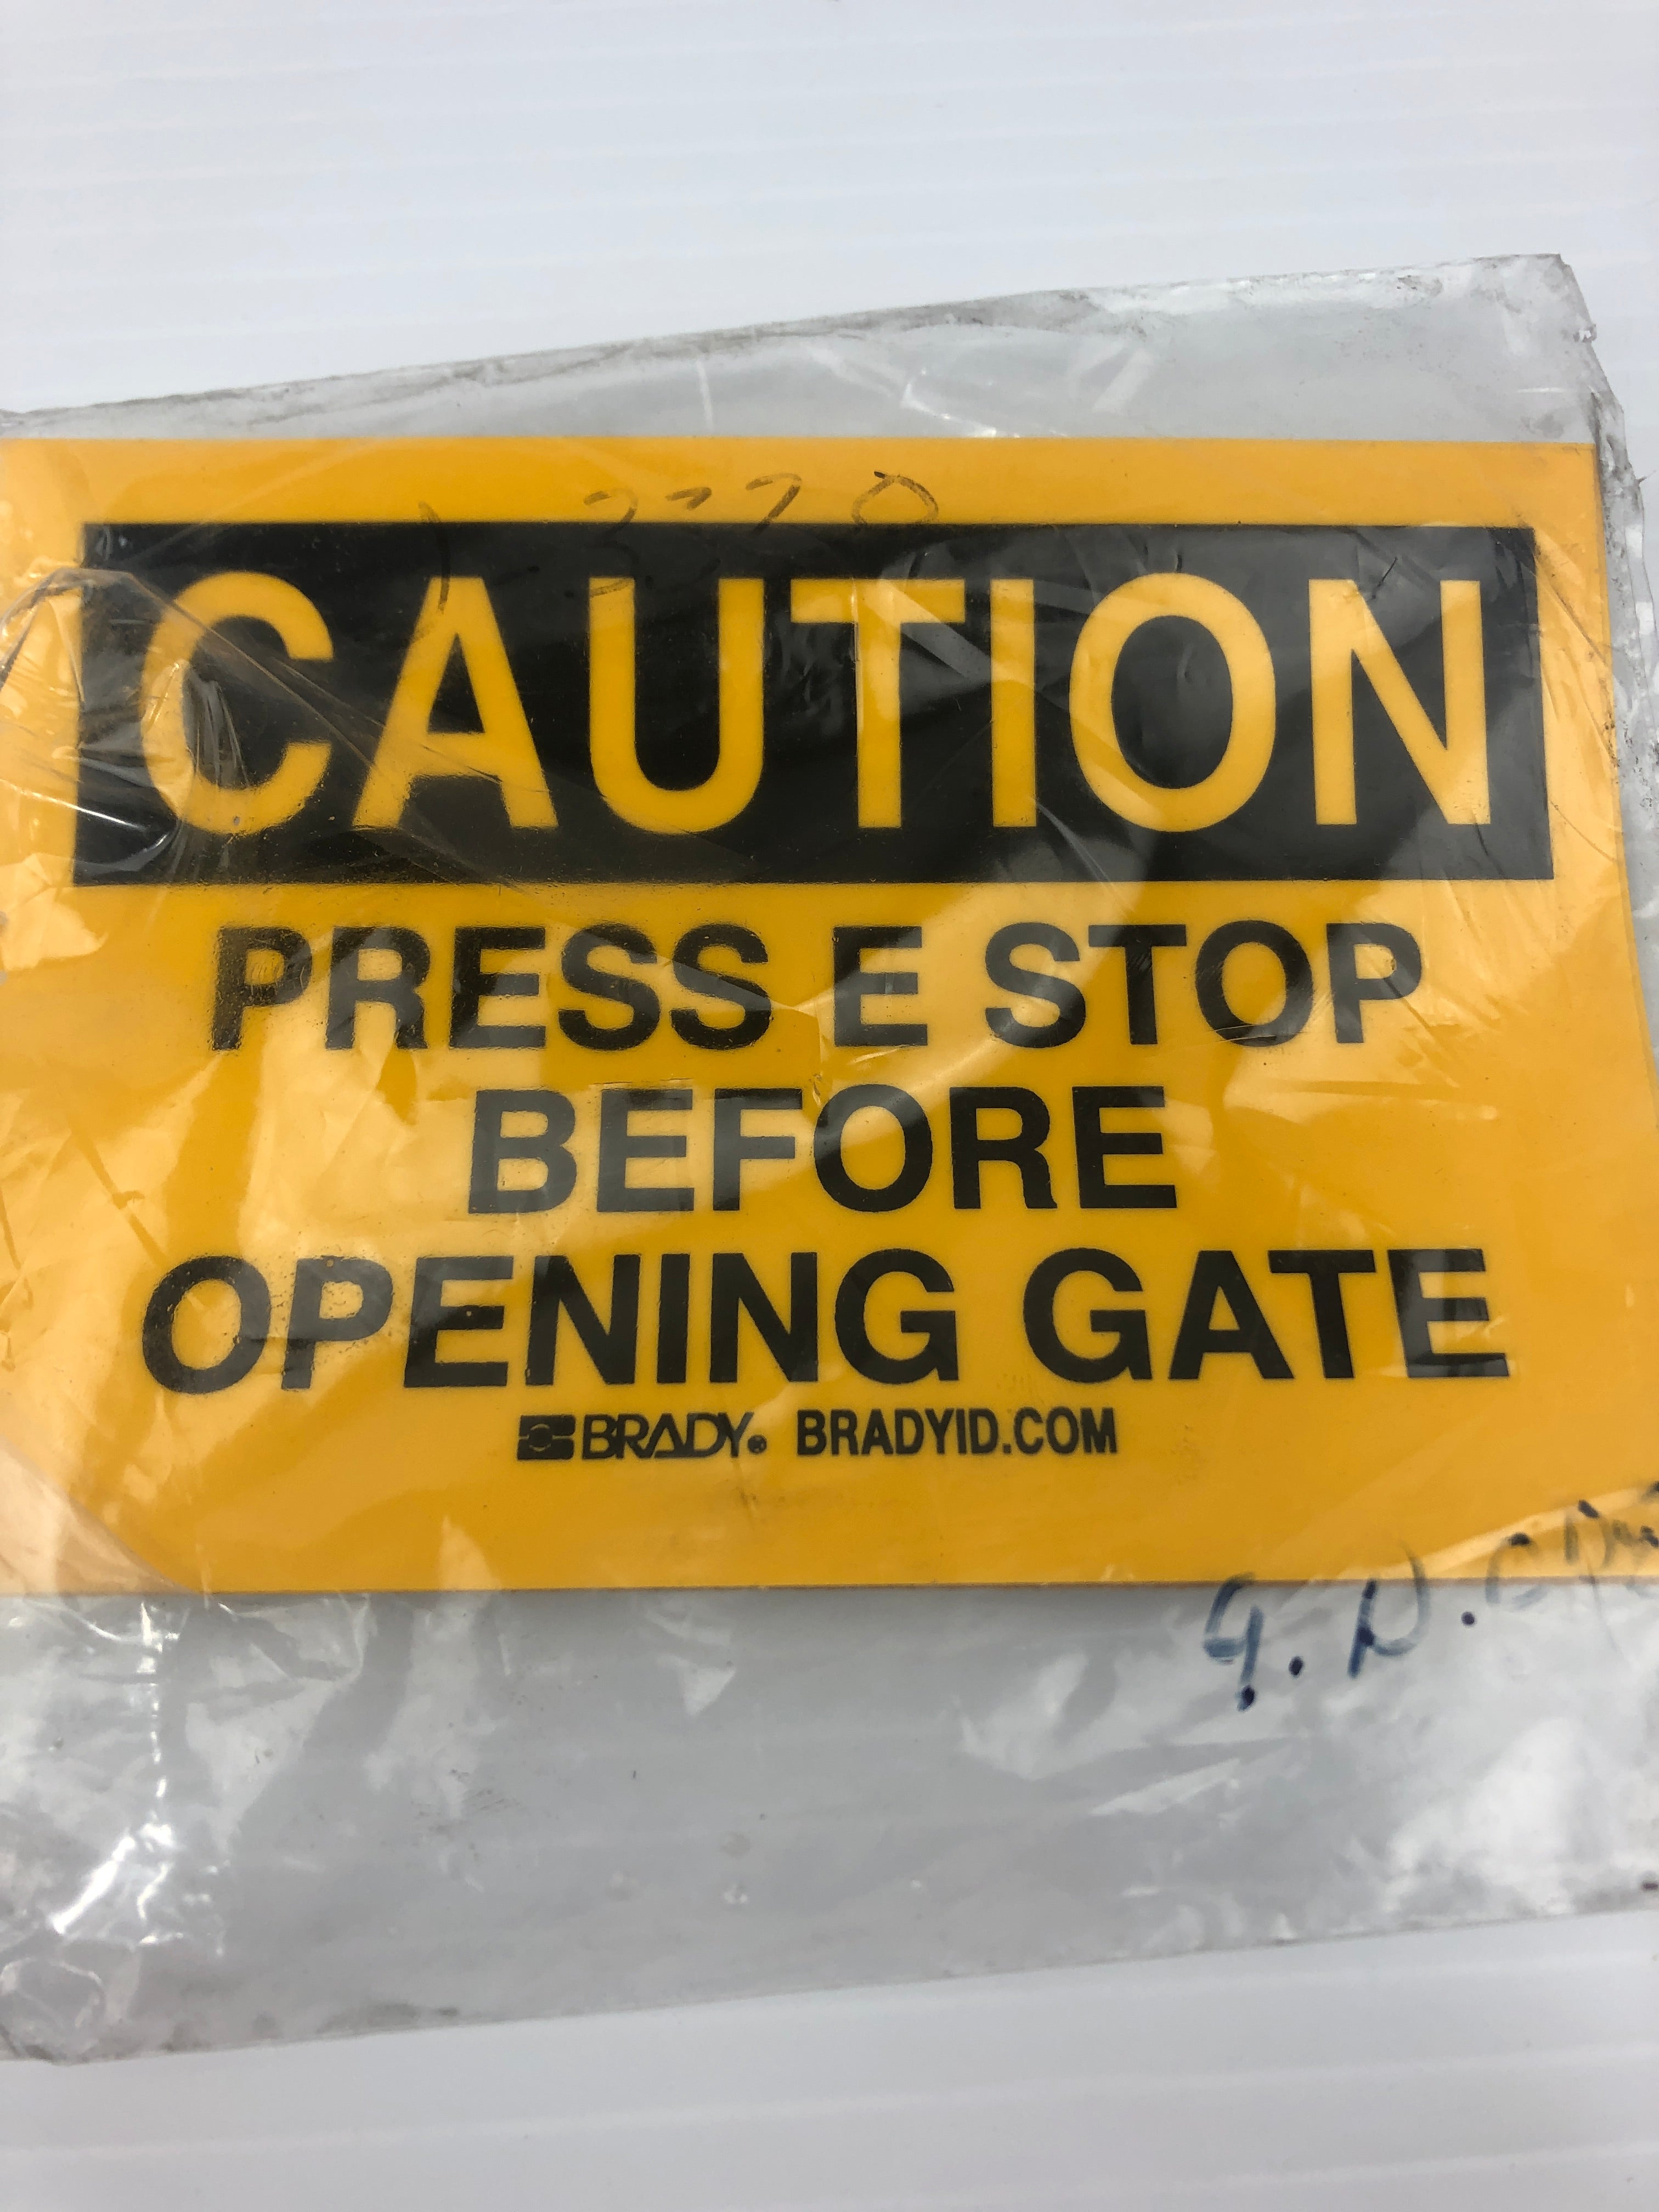 CAUTION
PRESS E STOP
BEFORE
OPENING GATE
BRADY® BRADYID.COM